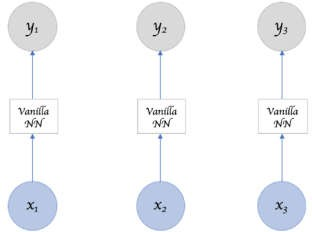 y₁ y₂ y₃
Vanilla Vanilla Vanilla
NN NN NN
x₁ x₂ x₃